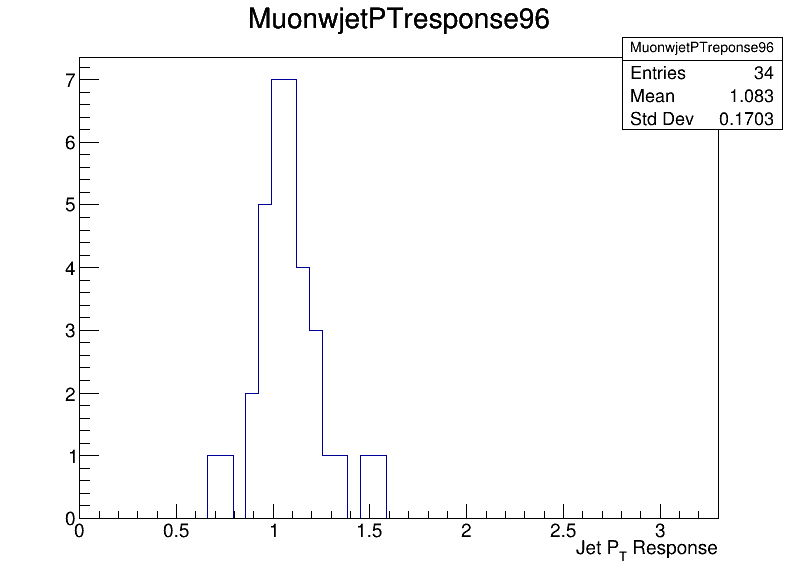 MuonwjetPTresponse96
MuonwjetPTreponse96
Entries 34
Mean 1.083
Std Dev 0.1703
7
6
5
4
3
2
1
0
0 0.5 1 1.5 2 2.5 3
Jet PT Response